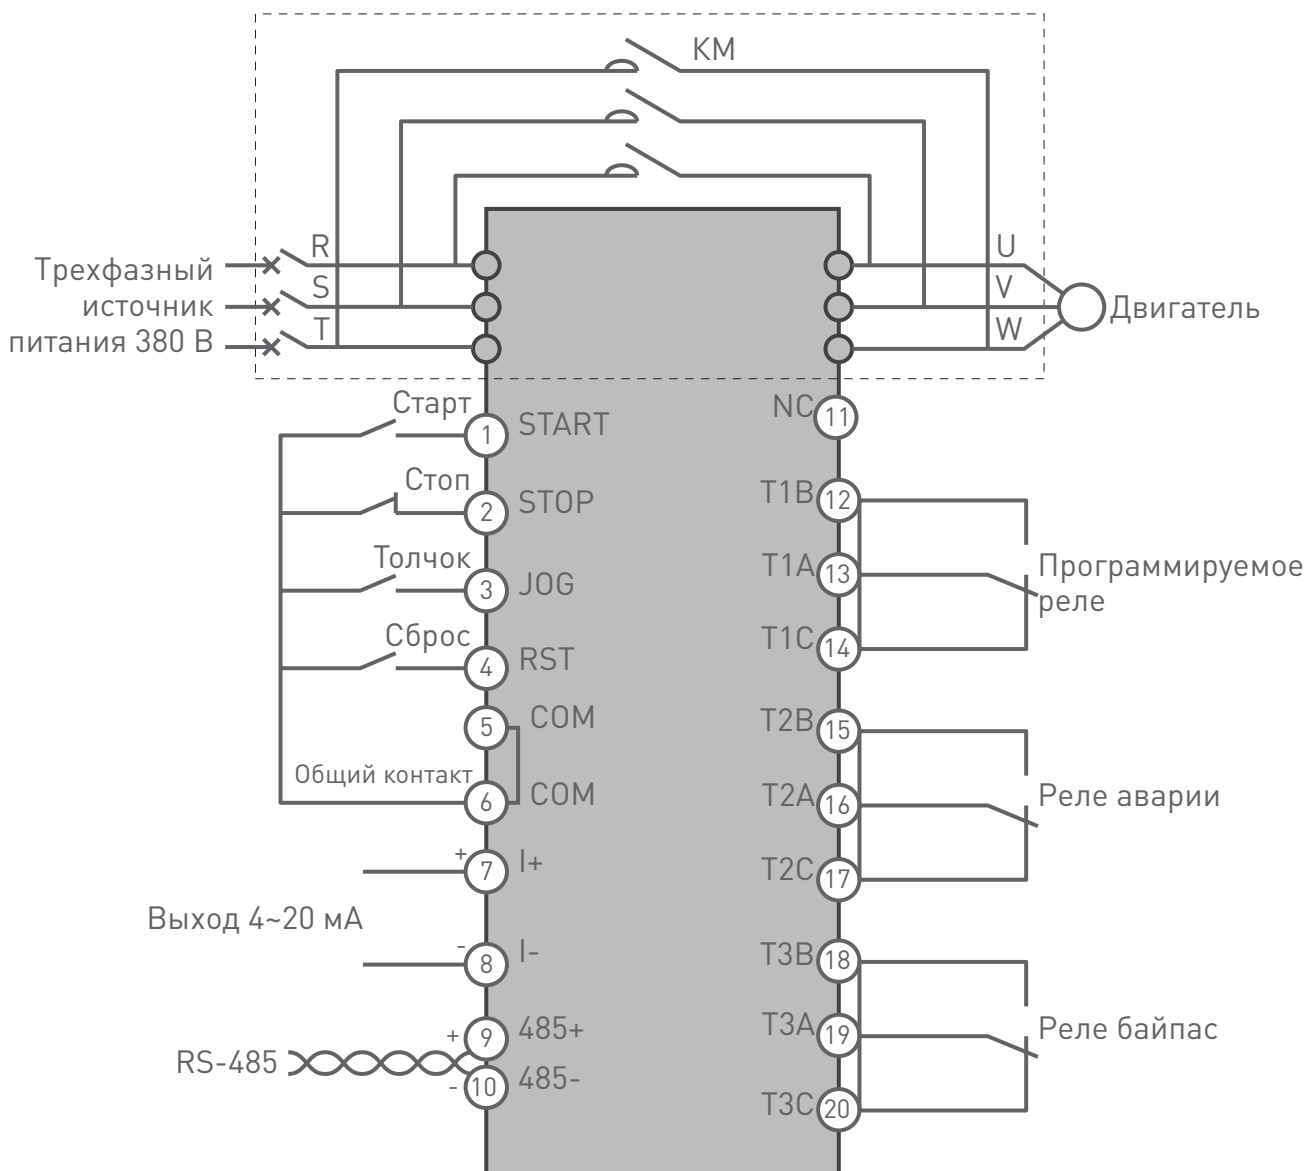 KM
R
S
T
Трехфазный
источник
питания 380 В
U
V
W
Двигатель
Старт
1
START
Стоп
2
STOP
Толчок
3
JOG
Сброс
4
RST
5
COM
Общий контакт
6
COM
+
7
I+
Выход 4~20 мА
-
8
I-
RS-485
+
9
485+
-
10
485-
NC
11
T1B
12
T1A
13
T1C
14
Программируемое
реле
T2B
15
T2A
16
T2C
17
Реле аварии
T3B
18
T3A
19
T3C
20
Реле байпас